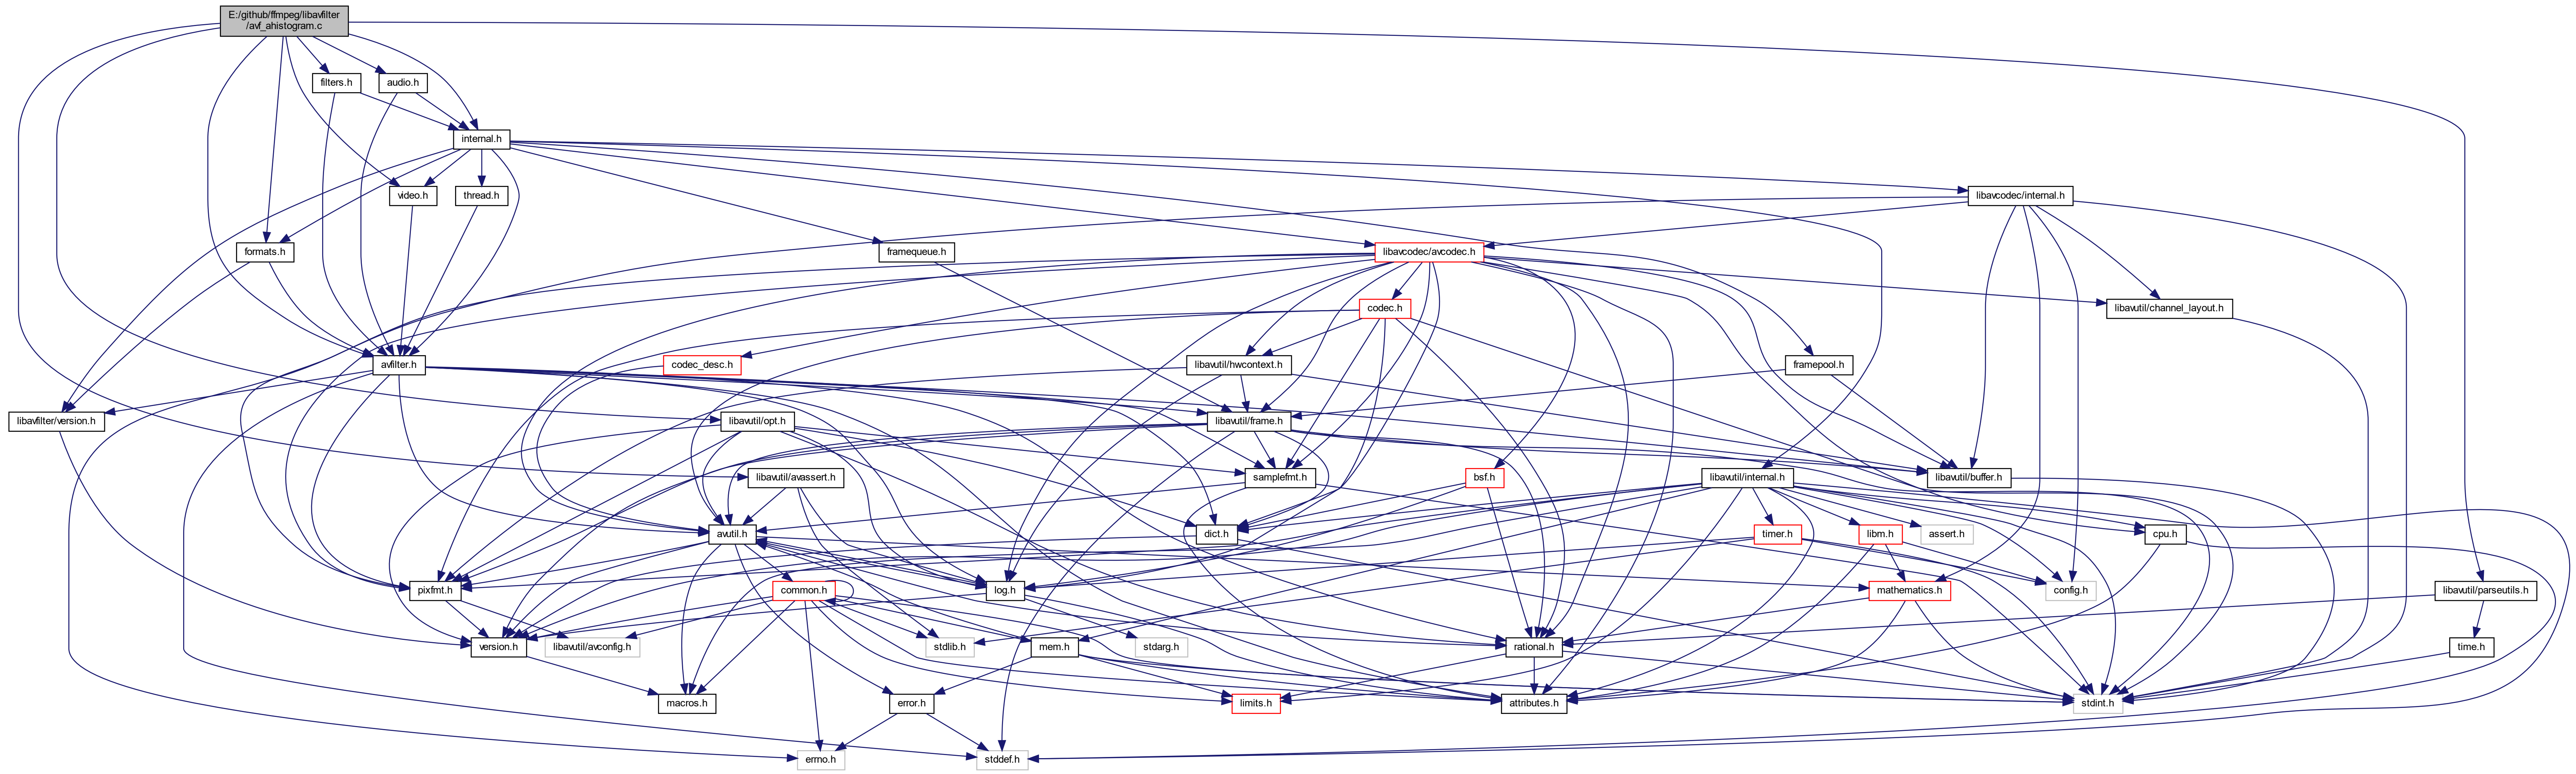 E:/github/ffmpeg/libavfilter
/avf_ahistogram.c
filters.h
audio.h
internal.h
video.h
thread.h
libavcodec/internal.h
formats.h
framequeue.h
libavcodec/avcodec.h
codec.h
libavutil/channel_layout.h
avfilter.h
codec_desc.h
libavutil/hwcontext.h
framepool.h
libavfilter/version.h
libavutil/opt.h
libavutil/frame.h
libavutil/avassert.h
samplefmt.h
bsf.h
libavutil/internal.h
libavutil/buffer.h
avutil.h
dict.h
timer.h
libm.h
assert.h
cpu.h
pixfmt.h
common.h
log.h
mathematics.h
config.h
libavutil/parseutils.h
version.h
libavutil/avconfig.h
stdlib.h
mem.h
stdarg.h
rational.h
time.h
macros.h
error.h
limits.h
attributes.h
stdint.h
errno.h
stddef.h